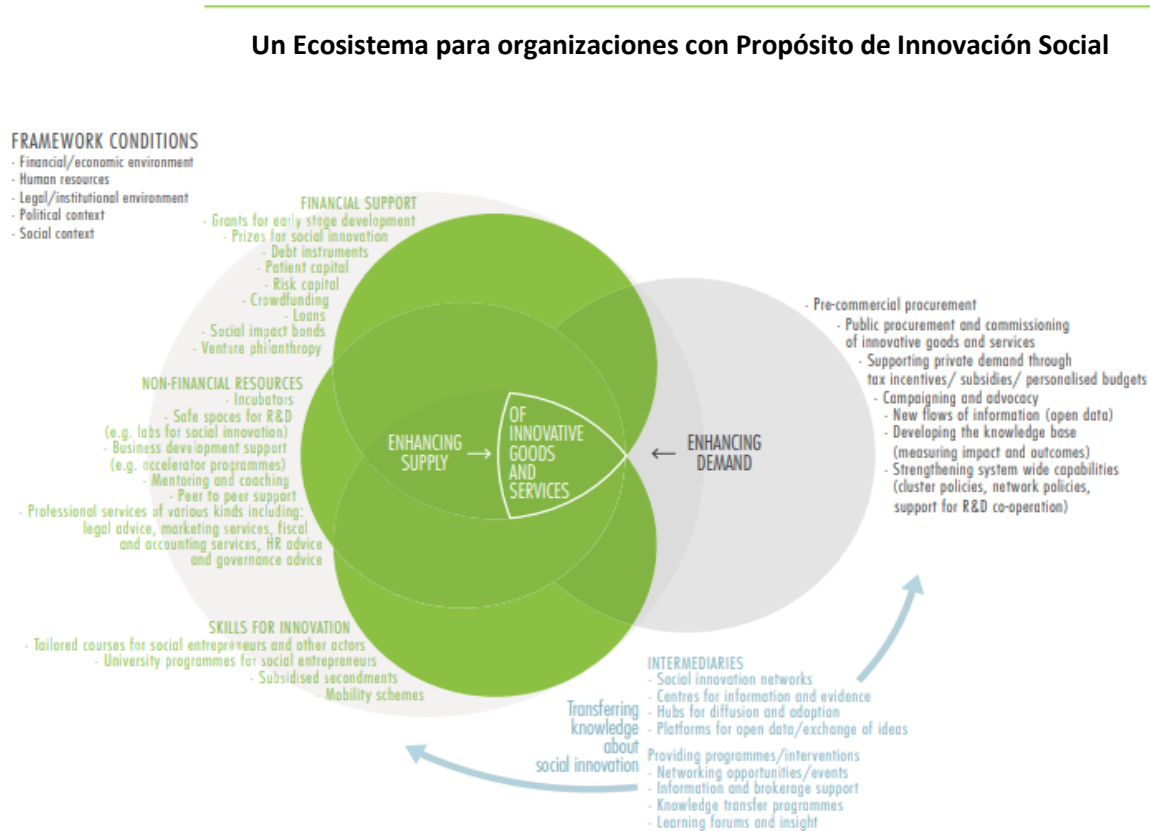 Un Ecosistema para organizaciones con Propósito de Innovación Social
FRAMEWORK CONDITIONS
- Financial/economic environment
- Human resources
- Legal/institutional environment
- Political context
- Social context
FINANCIAL SUPPORT
- Grants for early stage development
- Prizes for social innovation
- Debt instruments
- Patient capital
- Risk capital
- Crowdfunding
- Loans
- Social impact bonds
- Venture philanthropy
NON-FINANCIAL RESOURCES
- Incubators
- Safe spaces for R&D
(e.g. labs for social innovation)
- Business development support
(e.g. accelerator programmes)
- Mentoring and coaching
- Peer to peer support
- Professional services of various kinds including:
legal advice, marketing services, fiscal
and accounting services, HR advice
and governance advice
SKILLS FOR INNOVATION
- Tailored courses for social entrepreneurs and other actors
- University programmes for social entrepreneurs
- Subsidised secondments
Mobility schemes
ENHANCING
SUPPLY
OF
INNOVATIVE
GOODS
AND
SERVICES
ENHANCING
DEMAND
- Pre-commercial procurement
- Public procurement and commissioning
of innovative goods and services
- Supporting private demand through
tax incentives/ subsidies/ personalised budgets
- Campaigning and advocacy
- New flows of information (open data)
- Developing the knowledge base
(measuring impact and outcomes)
- Strengthening system wide capabilities
(cluster policies, network policies,
support for R&D co-operation)
Transferring
knowledge
about
social innovation
INTERMEDIARIES
- Social innovation networks
- Centres for information and evidence
- Hubs for diffusion and adoption
- Platforms for open data/exchange of ideas
Providing programmes/interventions
- Networking opportunities/events
- Information and brokerage support
- Knowledge transfer programmes
- Learning forums and insight